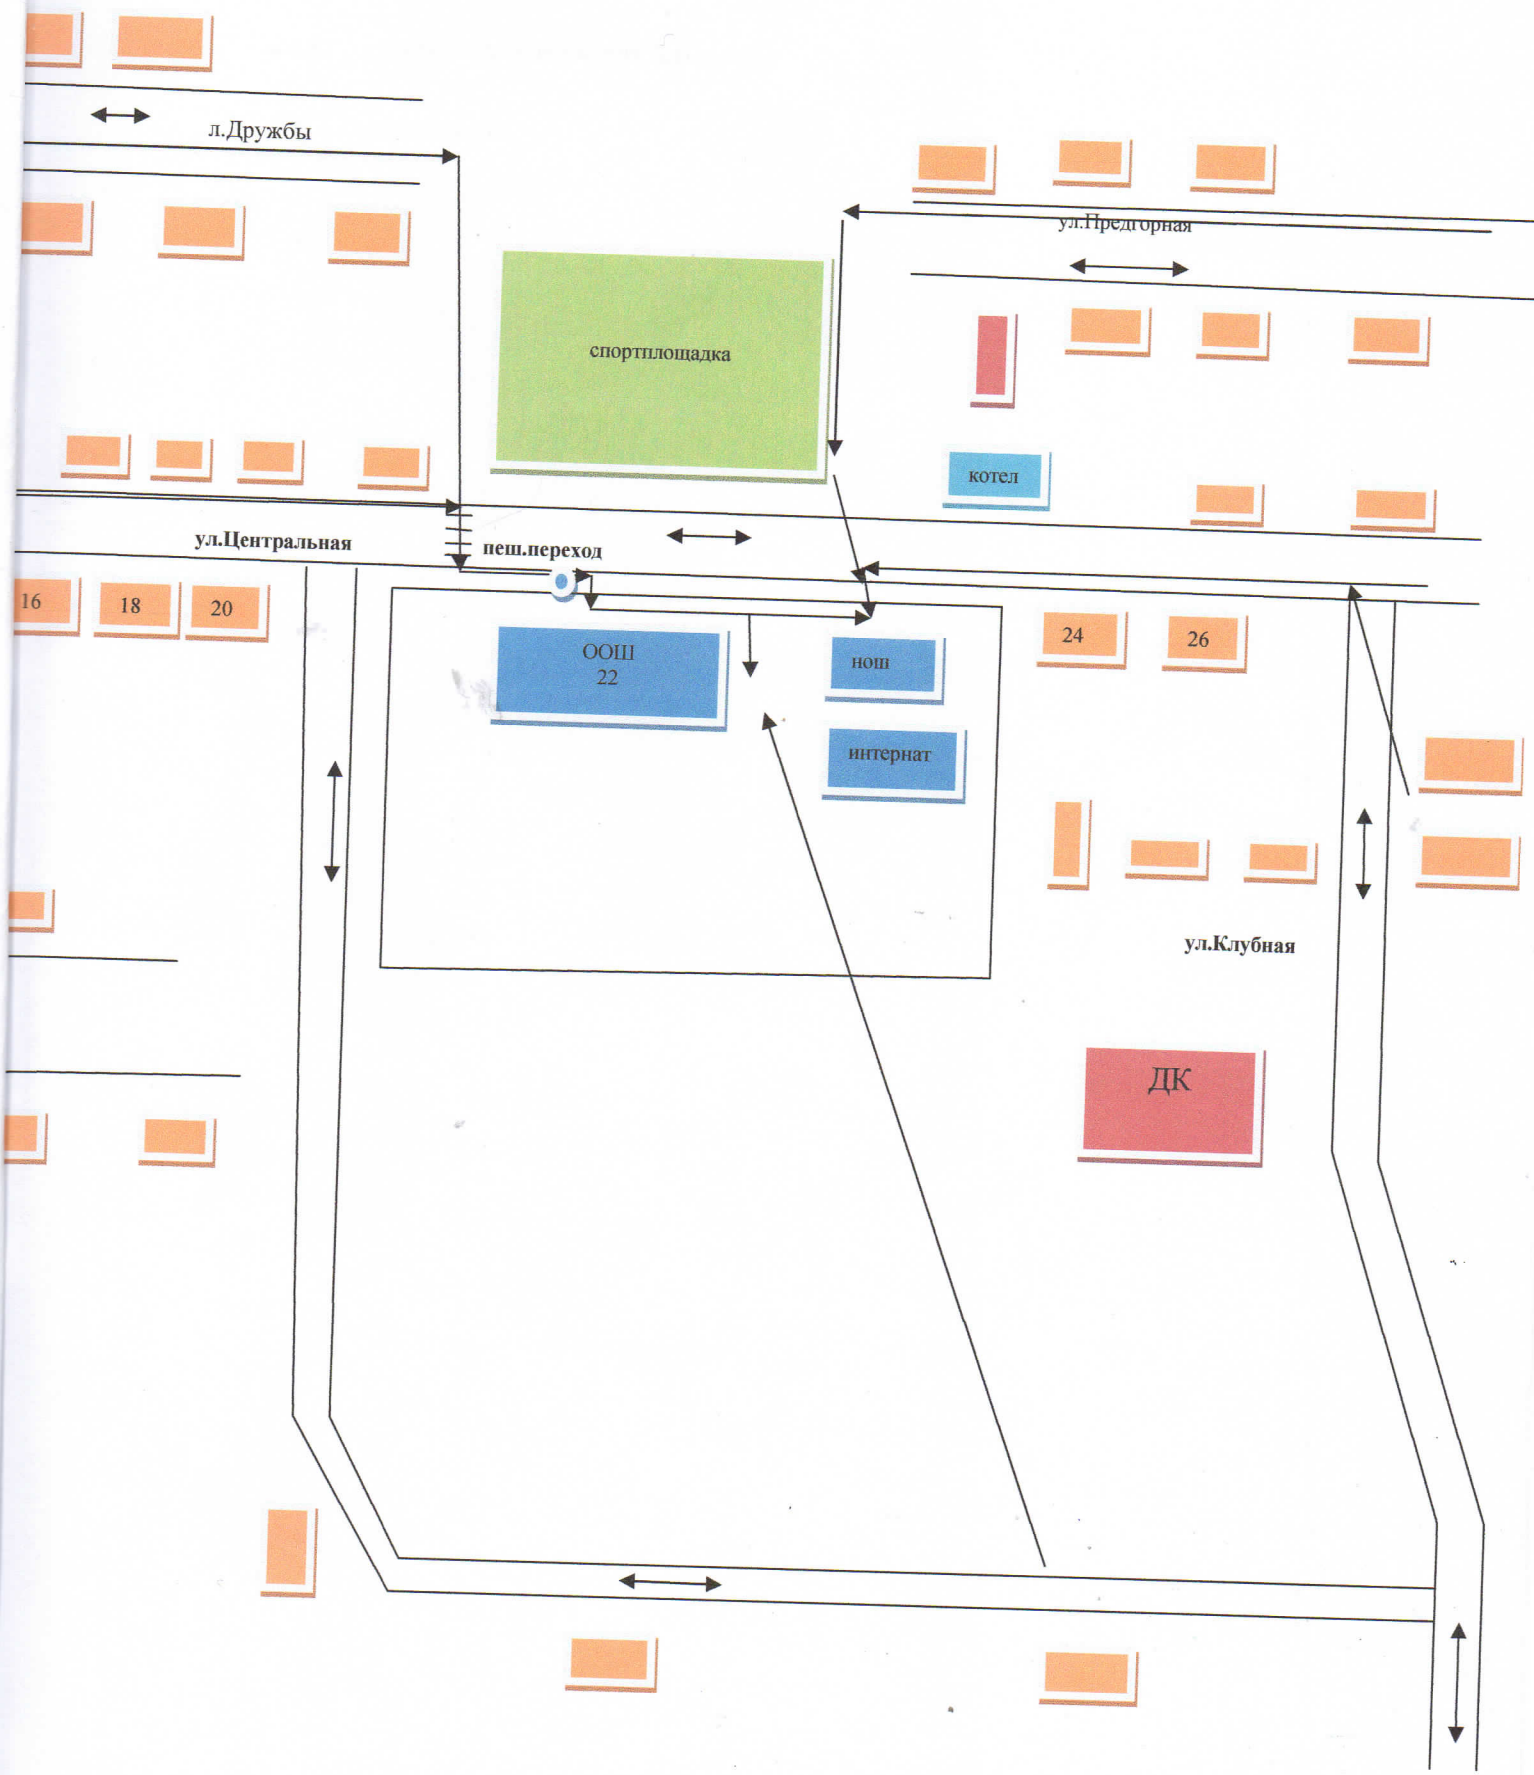 л.Дружбы
ул.Предгорная
спортплощадка
котел
ул.Центральная
пеш.переход
16
18
20
ООШ
22
нош
24
26
интернат
ул.Клубная
ДК